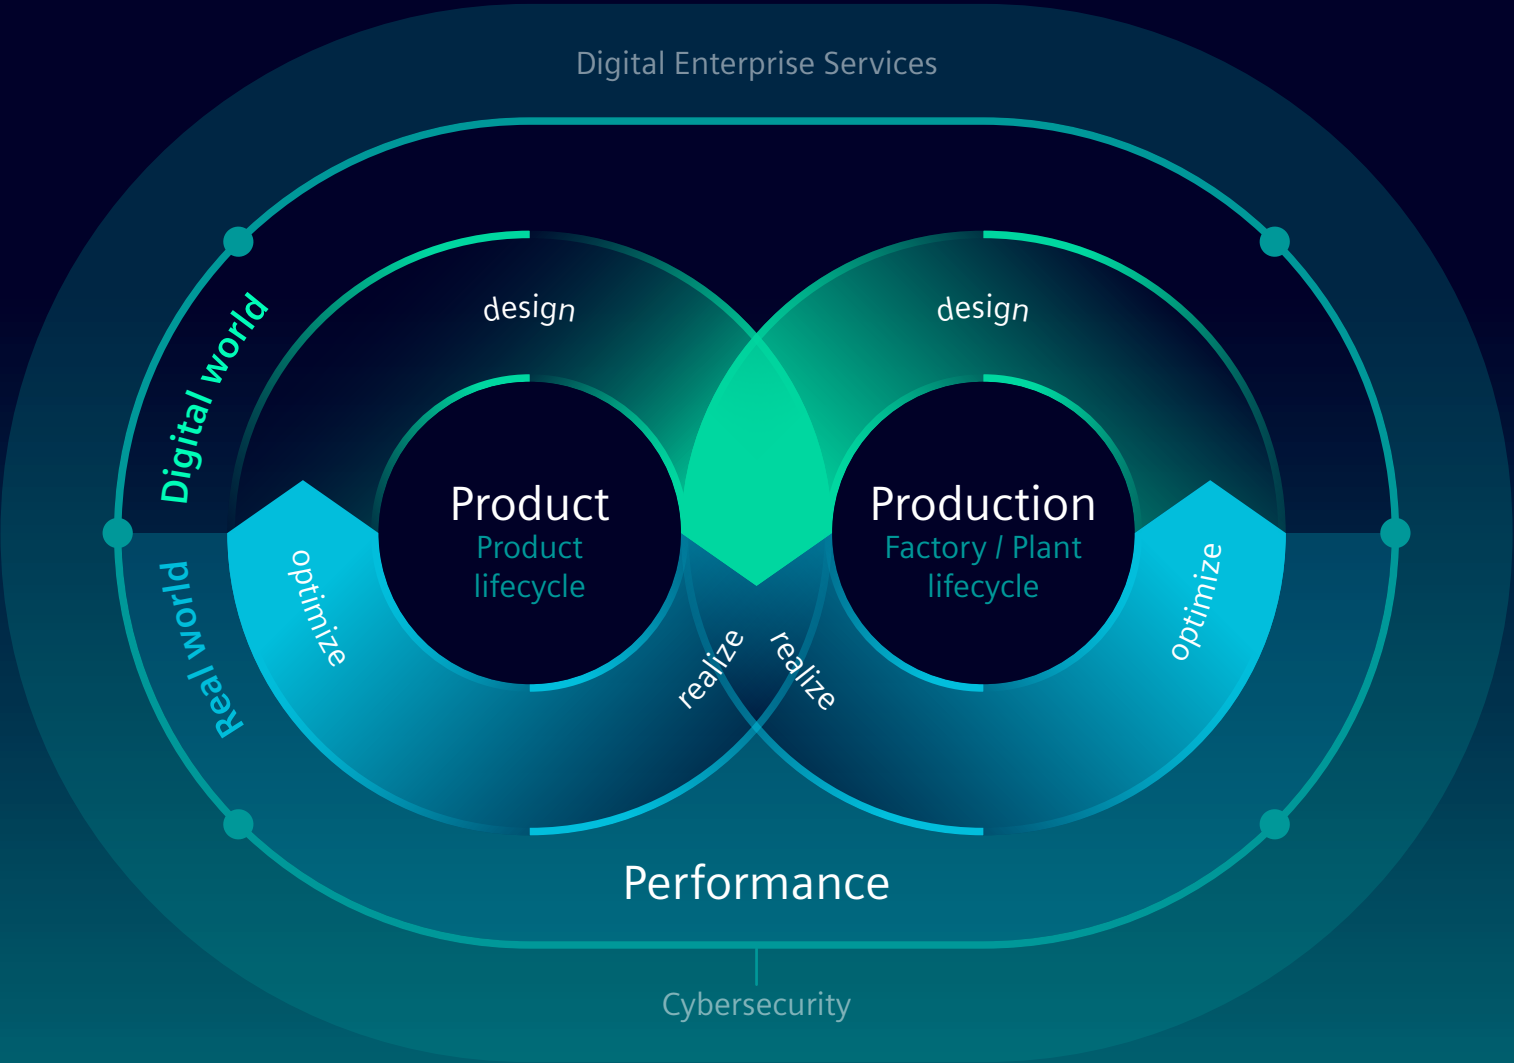 Digital Enterprise Services
Digital world
design
design
Product
Product
lifecycle
Production
Factory / Plant
lifecycle
Real world
optimize
realize
realize
optimize
Performance
Cybersecurity